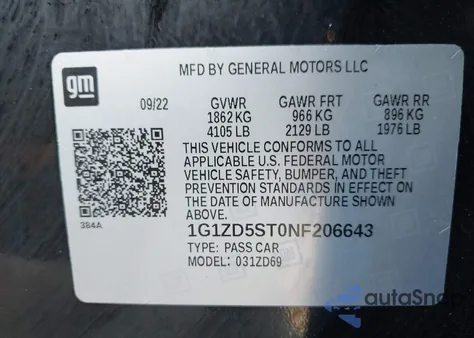 gm
MFD BY GENERAL MOTORS LLC
09/22 GVWR GAWR FRT GAWR RR
1862 KG 966 KG 896 KG
4105 LB 2129 LB 1976 LB
THIS VEHICLE CONFORMS TO ALL
APPLICABLE U.S. FEDERAL MOTOR
VEHICLE SAFETY, BUMPER, AND THEFT
PREVENTION STANDARDS IN EFFECT ON
THE DATE OF MANUFACTURE SHOWN
ABOVE.
384A
1G1ZD5ST0NF206643
TYPE: PASS CAR
MODEL: 031ZD69
autoSnap